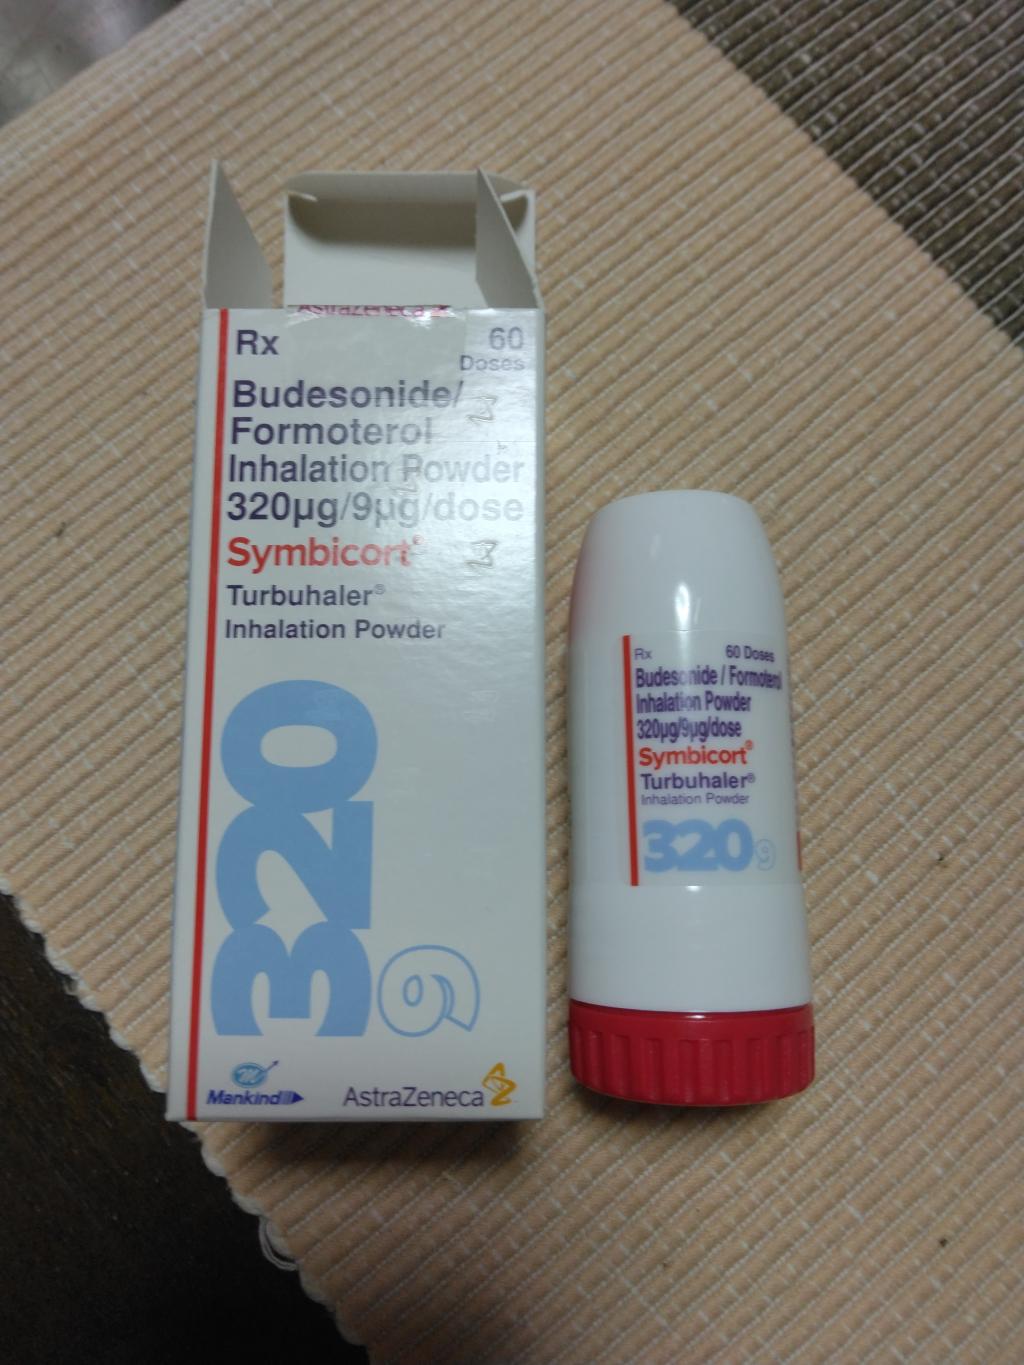 AstraZeneca
Rx
60
Doses
Budesonide/
Formoterol
Inhalation Powder
320µg/9µg/dose
Symbicort®
Turbuhaler®
Inhalation Powder
320
9
Mankind
AstraZeneca
Rx 60 Doses
Budesonide / Formoterol
Inhalation Powder
320µg/9µg/dose
Symbicort®
Turbuhaler®
Inhalation Powder
320 9